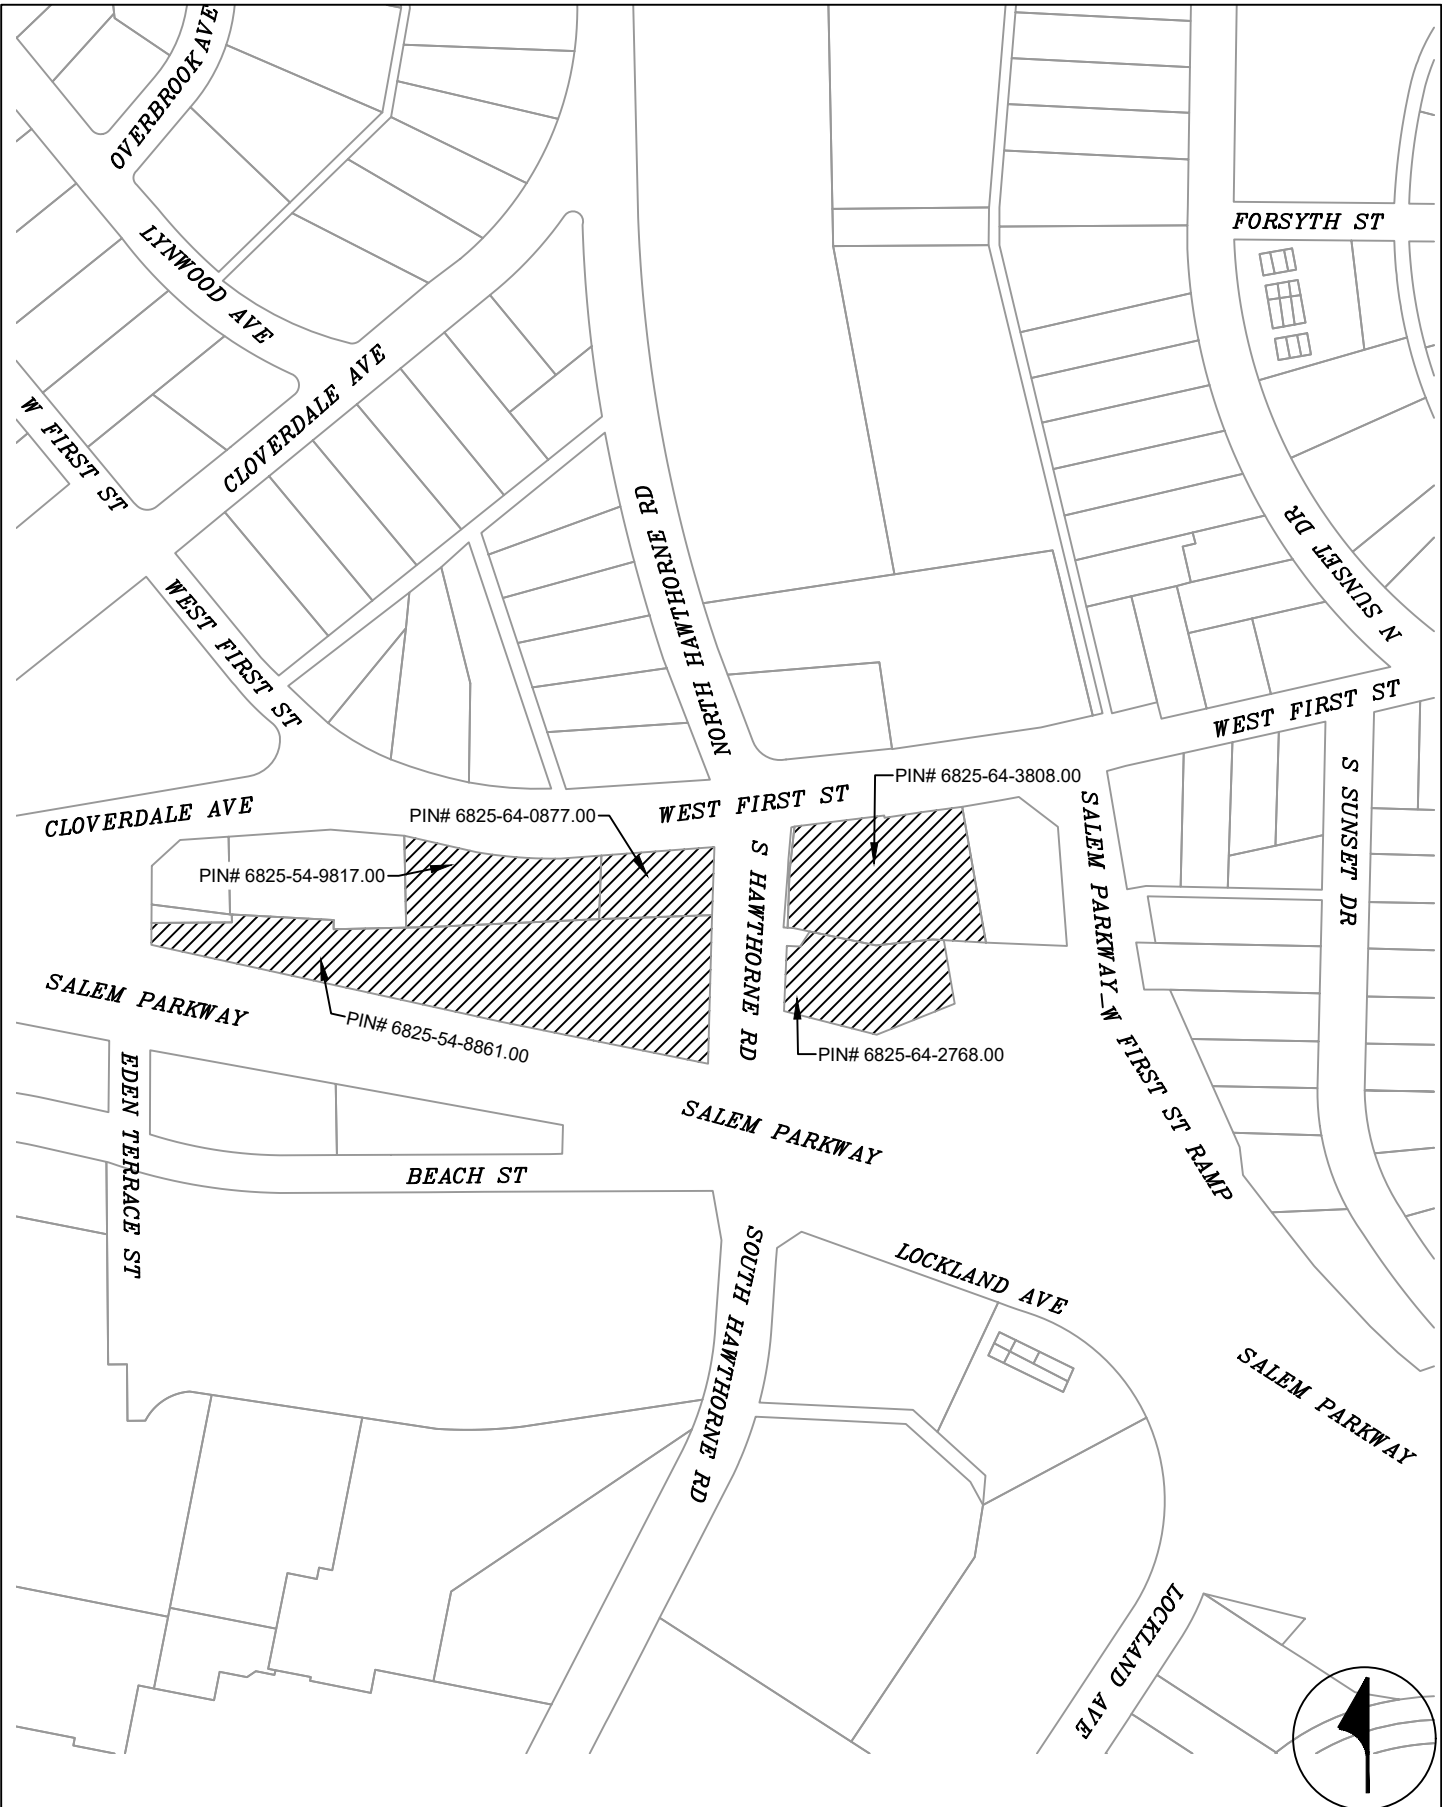 OVERBROOK AVE
FORSYTH ST
LYNWOOD AVE
CLOVERDALE AVE
W FIRST ST
NORTH HAWTHORNE RD
N SUNSET DR
WEST FIRST ST
WEST FIRST ST
S SUNSET DR
PIN# 6825-64-3808.00
CLOVERDALE AVE
PIN# 6825-64-0877.00
WEST FIRST ST
SALEM PARKWAY_W FIRST ST RAMP
S HAWTHORNE RD
PIN# 6825-54-9817.00
SALEM PARKWAY
PIN# 6825-54-8861.00
PIN# 6825-64-2768.00
EDEN TERRACE ST
SALEM PARKWAY
BEACH ST
SOUTH HAWTHORNE RD
LOCKLAND AVE
SALEM PARKWAY
LOCKLAND AVE